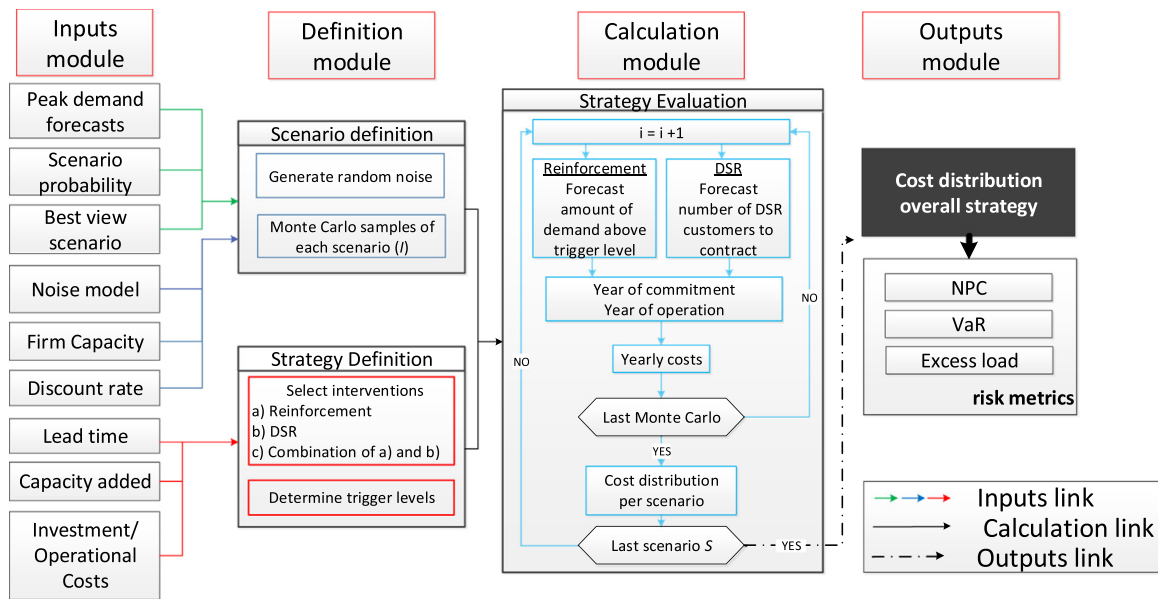 Inputs
module
Peak demand
forecasts
Scenario
probability
Best view
scenario
Noise model
Firm Capacity
Discount rate
Lead time
Capacity added
Investment/
Operational
Costs
Definition
module
Scenario definition
Generate random noise
Monte Carlo samples of
each scenario (I)
Strategy Definition
Select interventions
a) Reinforcement
b) DSR
c) Combination of a) and b)
Determine trigger levels
Calculation
module
Strategy Evaluation
i = i +1
Reinforcement
Forecast
amount of
demand above
trigger level
DSR
Forecast
number of DSR
customers to
contract
Year of commitment
Year of operation
NO
Yearly costs
NO
Last Monte Carlo
YES
Cost distribution
per scenario
Last scenario S
YES
Outputs
module
Cost distribution
overall strategy
NPC
VaR
Excess load
risk metrics
Inputs link
Calculation link
Outputs link